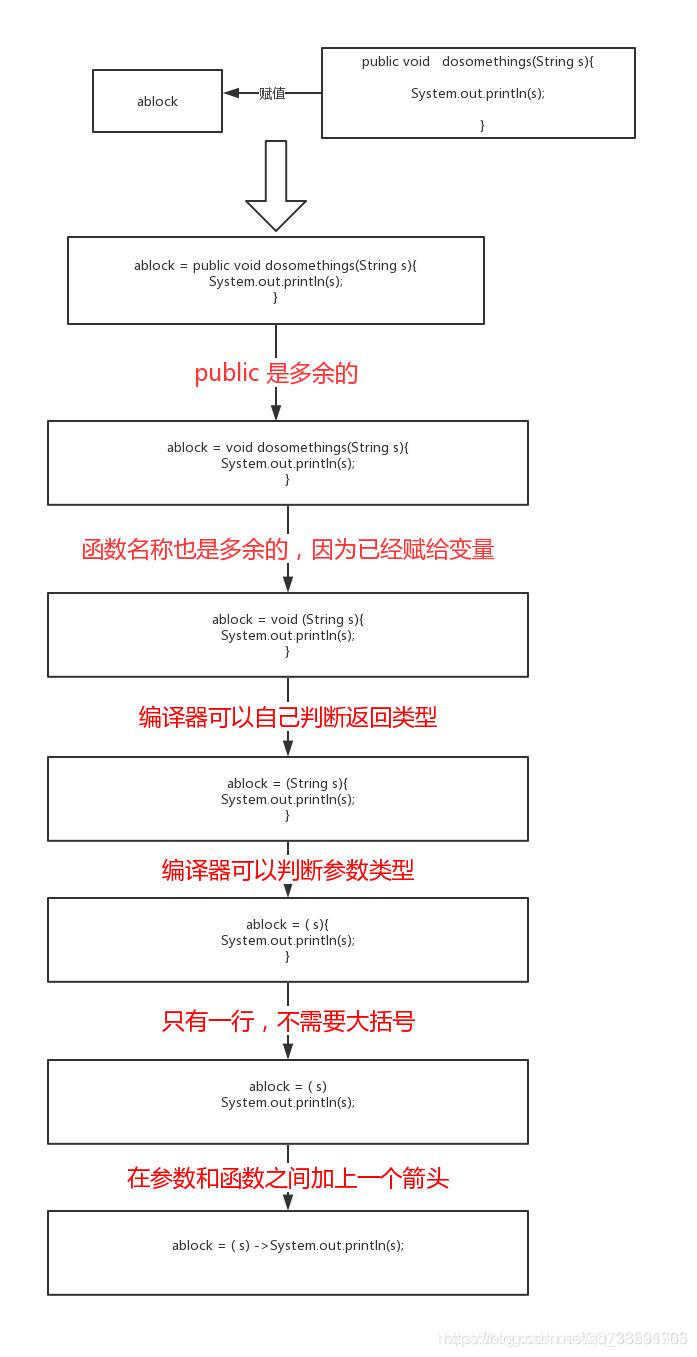 ablock
赋值
public void dosomethings(String s){
System.out.println(s);
}
ablock = public void dosomethings(String s){
System.out.println(s);
}
public 是多余的
ablock = void dosomethings(String s){
System.out.println(s);
}
函数名称也是多余的，因为已经赋给变量
ablock = void (String s){
System.out.println(s);
}
编译器可以自己判断返回类型
ablock = (String s){
System.out.println(s);
}
编译器可以判断参数类型
ablock = ( s){
System.out.println(s);
}
只有一行，不需要大括号
ablock = ( s)
System.out.println(s);
在参数和函数之间加上一个箭头
ablock = ( s) ->System.out.println(s);